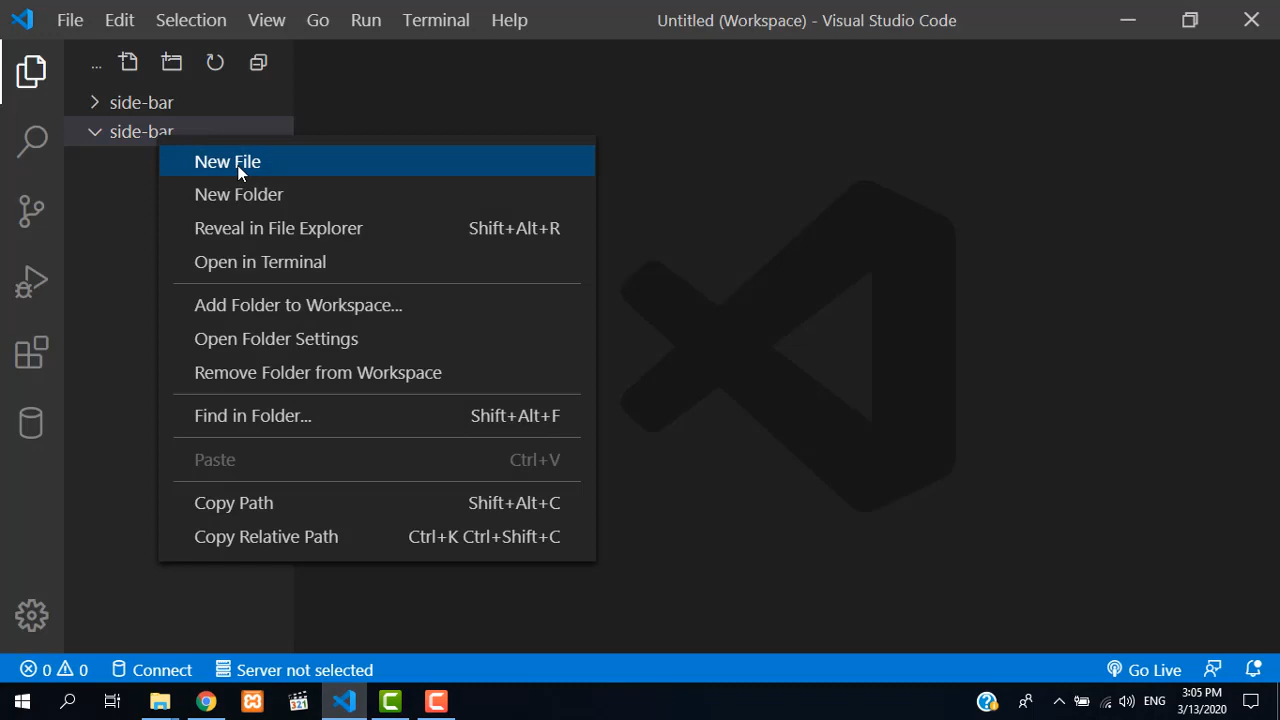 File Edit Selection View Go Run Terminal Help Untitled (Workspace) - Visual Studio Code
...
side-bar
side-bar
New File
New Folder
Reveal in File Explorer Shift+Alt+R
Open in Terminal
Add Folder to Workspace...
Open Folder Settings
Remove Folder from Workspace
Find in Folder... Shift+Alt+F
Paste Ctrl+V
Copy Path Shift+Alt+C
Copy Relative Path Ctrl+K Ctrl+Shift+C
0 0 Connect Server not selected Go Live
321 ENG 3:05 PM
3/13/2020